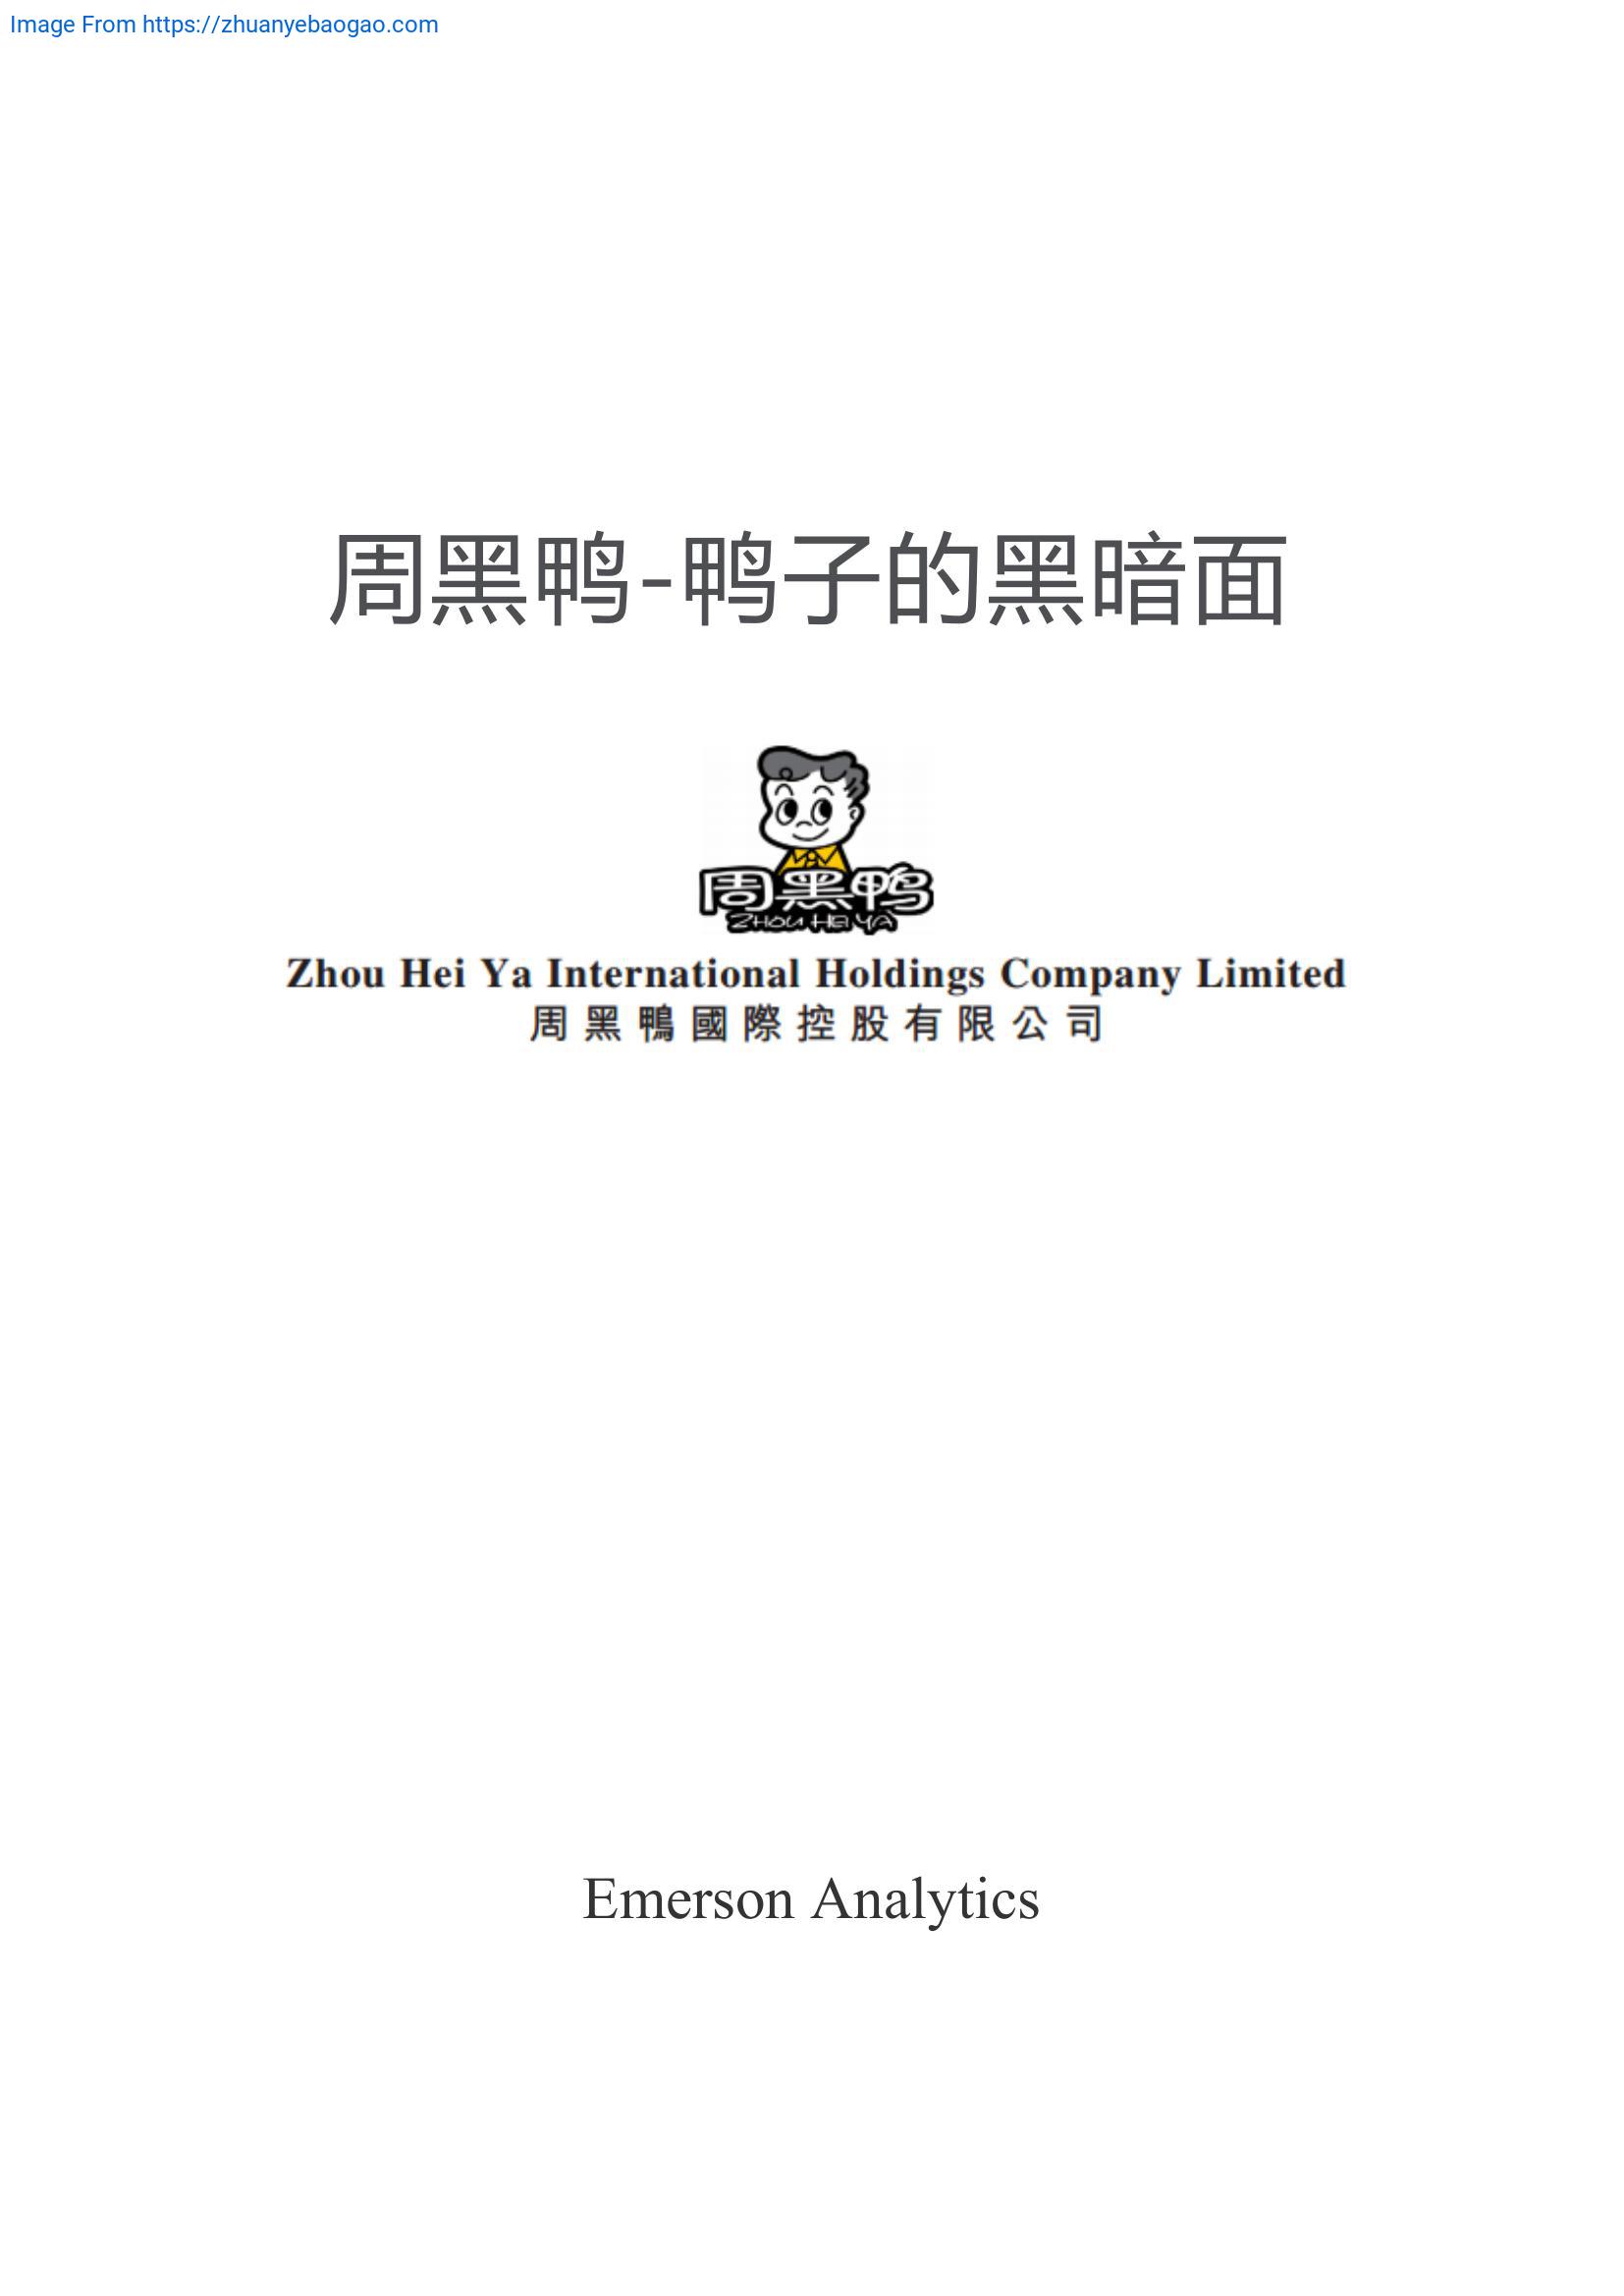 Image From https://zhuanyebaogao.com
周黑鸭-鸭子的黑暗面
周黑鸭
ZHOU HEI YA
Zhou Hei Ya International Holdings Company Limited
周黑鴨國際控股有限公司
Emerson Analytics